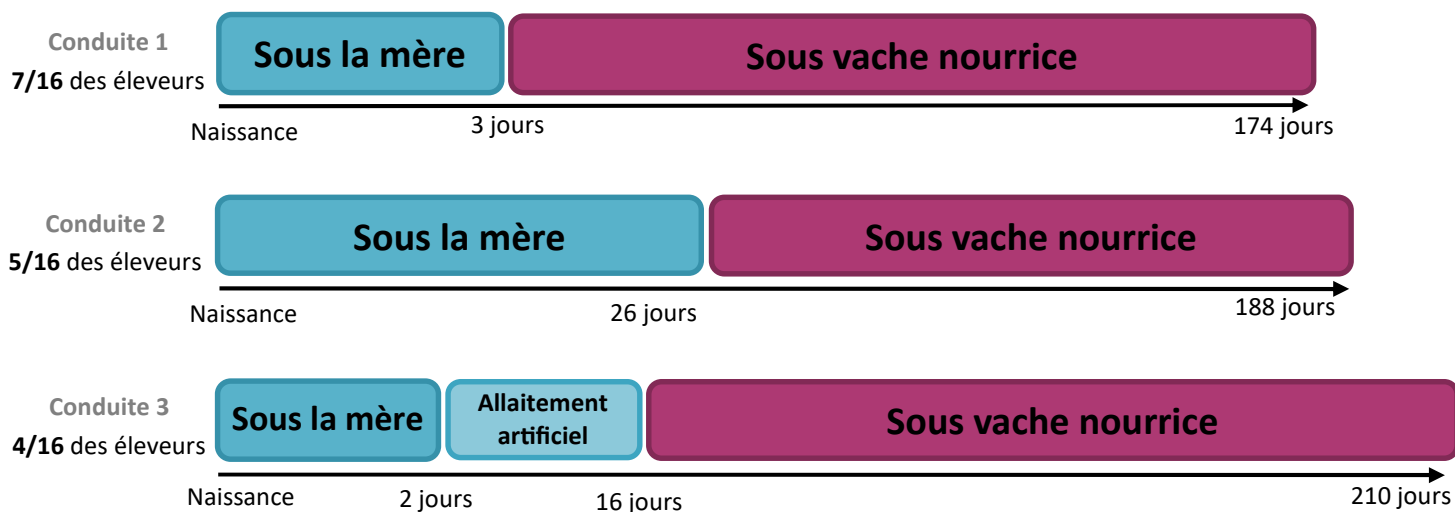 Conduite 1
7/16 des éleveurs
Sous la mère
Sous vache nourrice
Naissance
3 jours
174 jours
Conduite 2
5/16 des éleveurs
Sous la mère
Sous vache nourrice
Naissance
26 jours
188 jours
Conduite 3
4/16 des éleveurs
Sous la mère
Allaitement
artificiel
Sous vache nourrice
Naissance
2 jours
16 jours
210 jours